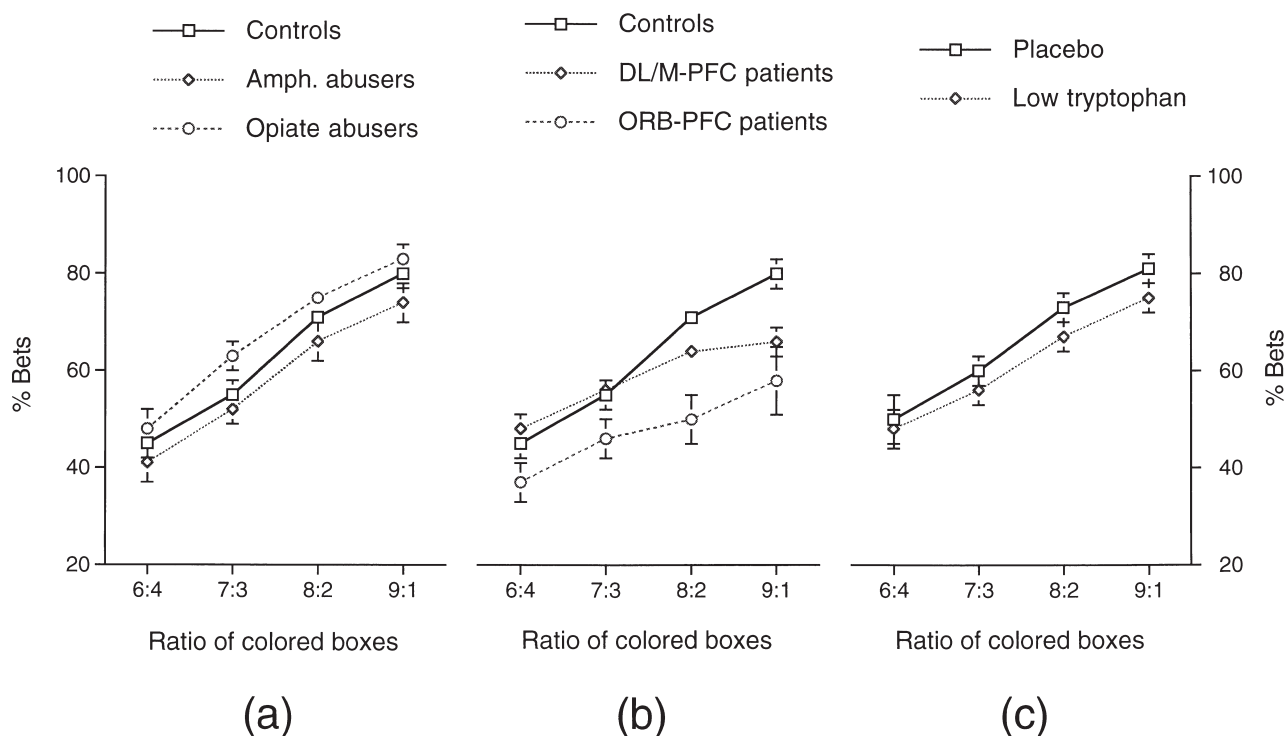 Controls
Amph. abusers
Opiate abusers
Controls
DL/M-PFC patients
ORB-PFC patients
Placebo
Low tryptophan
% Bets
100
80
60
40
20
6:4 7:3 8:2 9:1
Ratio of colored boxes
(a)
6:4 7:3 8:2 9:1
Ratio of colored boxes
(b)
6:4 7:3 8:2 9:1
Ratio of colored boxes
(c)
100
80
60
40
20
% Bets